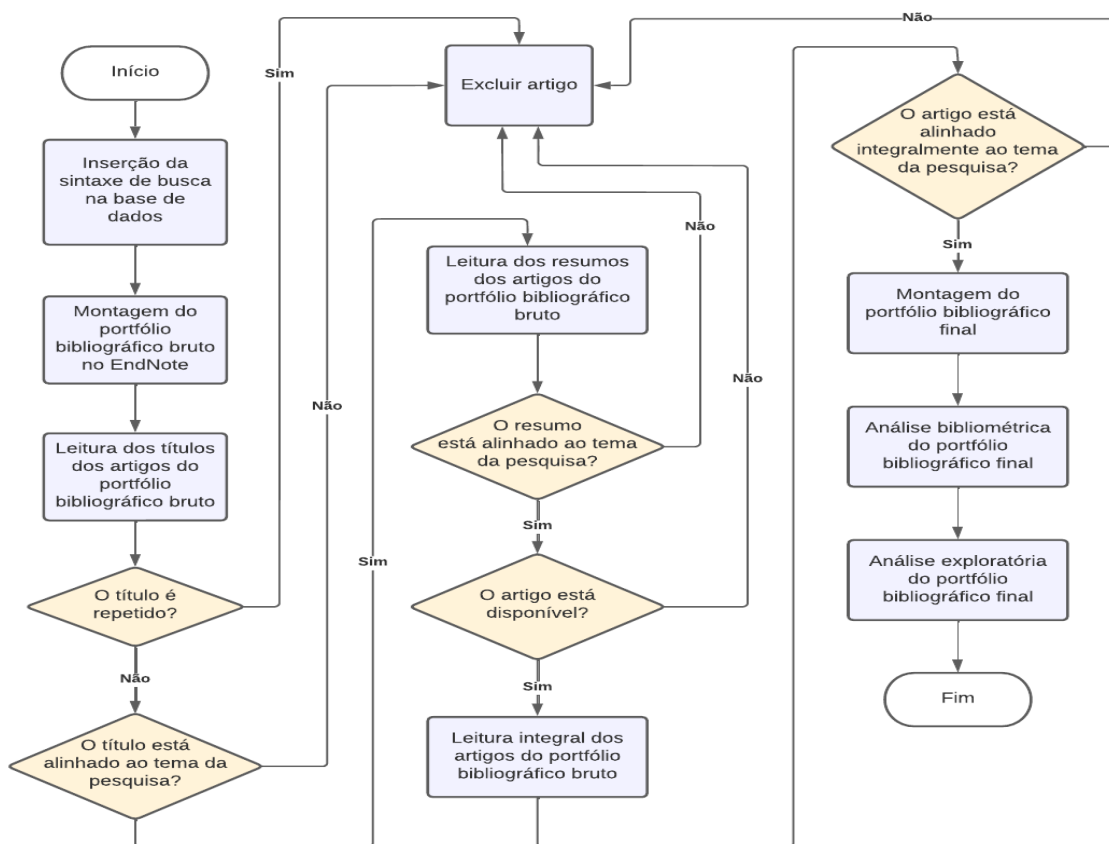 Início
Inserção da
sintaxe de busca
na base de
dados
Montagem do
portfólio
bibliográfico bruto
no EndNote
Leitura dos títulos
dos artigos do
portfólio
bibliográfico bruto
O título é
repetido?
Sim
Não
O título está
alinhado ao tema da
pesquisa?
Não
Sim
Excluir artigo
Leitura dos resumos
dos artigos do
portfólio bibliográfico
bruto
O resumo
está alinhado ao tema
da pesquisa?
Não
Sim
O artigo está
disponível?
Não
Sim
Leitura integral dos
artigos do portfólio
bibliográfico bruto
O artigo está
alinhado
integralmente ao tema
da pesquisa?
Não
Sim
Montagem do
portfólio bibliográfico
final
Análise bibliométrica
do portfólio
bibliográfico final
Análise exploratória
do portfólio
bibliográfico final
Fim